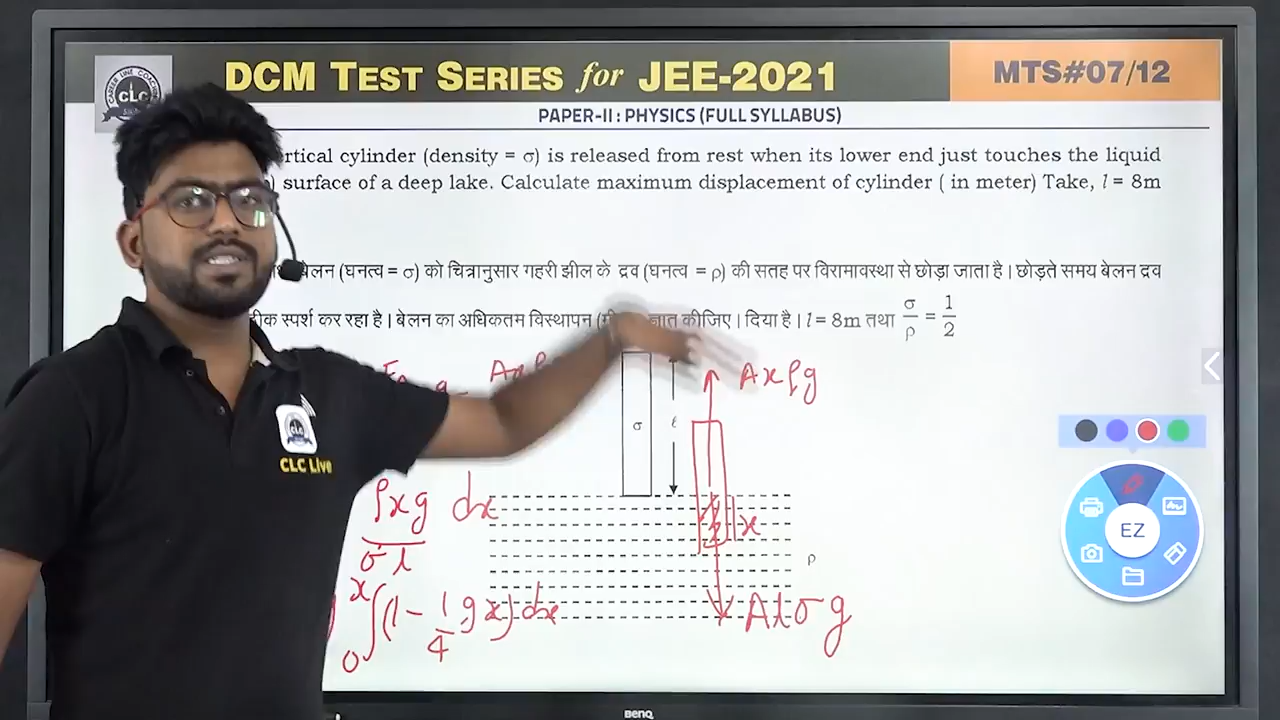 DCM TEST SERIES for JEE-2021
MTS#07/12
CLC
PAPER-II : PHYSICS (FULL SYLLABUS)
ertical cylinder (density = σ) is released from rest when its lower end just touches the liquid
) surface of a deep lake. Calculate maximum displacement of cylinder ( in meter) Take, l = 8m
बेलन (घनत्व = σ) को चित्रानुसार गहरी झील के द्रव (घनत्व = ρ) की सतह पर विरामावस्था से छोड़ा जाता है। छोड़ते समय बेलन द्रव
स्पर्श कर रहा है। बेलन का अधिकतम विस्थापन कीजिए। दिया है। l = 8m तथा σ/ρ = 1/2
Axρg
σ
ℓ
ρxg dx
σ l
x
ρ
x
∫(1 - 1/4 g x) dx
0
Alσg
CLC
CLC Live
EZ
BenQ